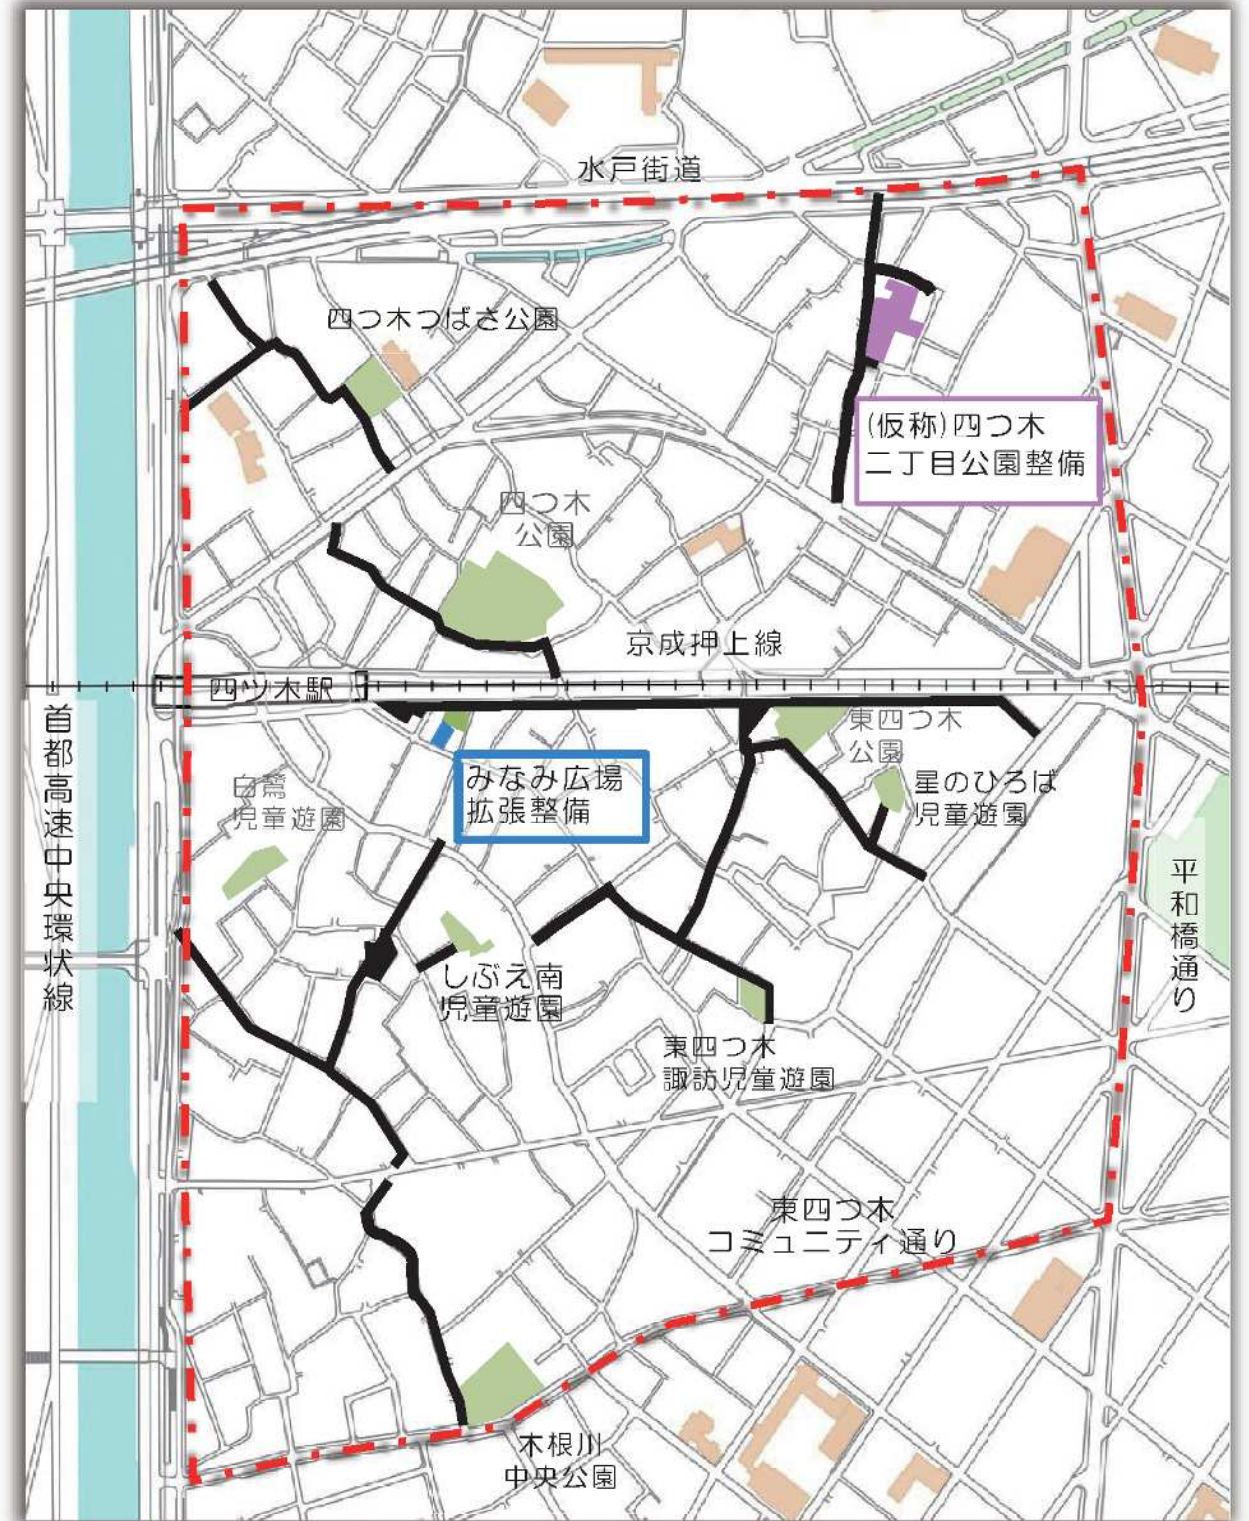 水戸街道
四つ木つばさ公園
(仮称)四つ木
二丁目公園整備
四つ木
公園
京成押上線
四ツ木駅
首都高速中央環状線
東四つ木
公園
みなみ広場
拡張整備
星のひろば
児童遊園
白鷺
児童遊園
平和橋通り
しぶえ南
児童遊園
東四つ木
諏訪児童遊園
東四つ木
コミュニティ通り
木根川
中央公園